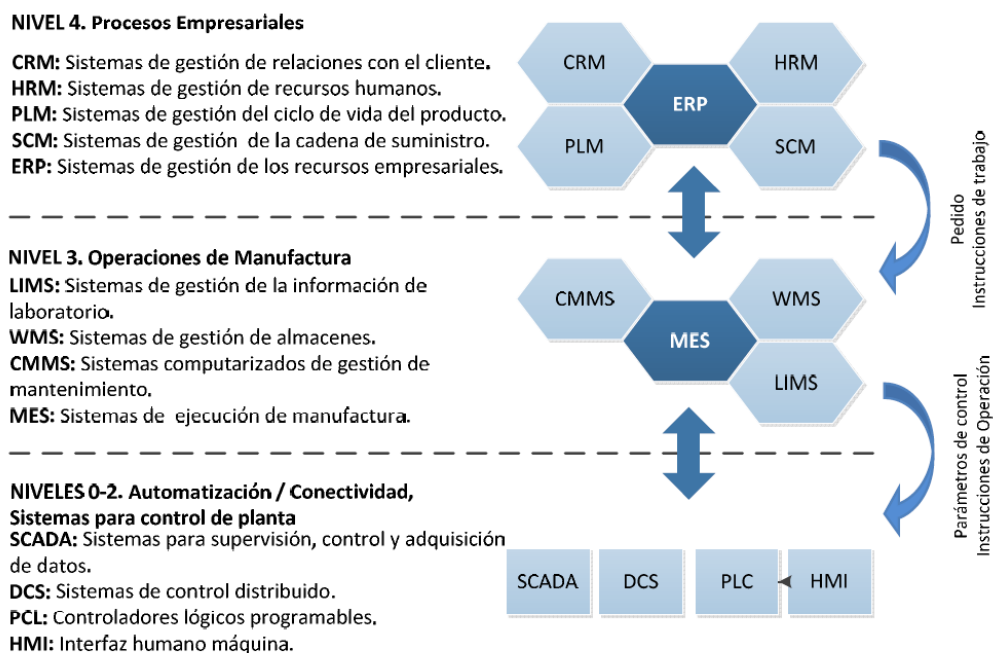 NIVEL 4. Procesos Empresariales
CRM: Sistemas de gestión de relaciones con el cliente.
HRM: Sistemas de gestión de recursos humanos.
PLM: Sistemas de gestión del ciclo de vida del producto.
SCM: Sistemas de gestión de la cadena de suministro.
ERP: Sistemas de gestión de los recursos empresariales.
CRM
HRM
ERP
PLM
SCM
Pedido
Instrucciones de trabajo
NIVEL 3. Operaciones de Manufactura
LIMS: Sistemas de gestión de la información de
laboratorio.
WMS: Sistemas de gestión de almacenes.
CMMS: Sistemas computarizados de gestión de
mantenimiento.
MES: Sistemas de ejecución de manufactura.
CMMS
WMS
MES
LIMS
Parámetros de control
Instrucciones de Operación
NIVELES 0-2. Automatización / Conectividad,
Sistemas para control de planta
SCADA: Sistemas para supervisión, control y adquisición
de datos.
DCS: Sistemas de control distribuido.
PCL: Controladores lógicos programables.
HMI: Interfaz humano máquina.
SCADA
DCS
PLC
HMI